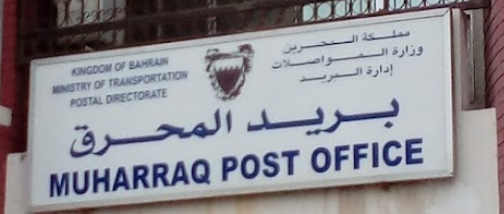 KINGDOM OF BAHRAIN
MINISTRY OF TRANSPORTATION
POSTAL DIRECTORATE
مملكة البحرين
وزارة المواصلات
إدارة البريد
بريد المحرق
MUHARRAQ POST OFFICE